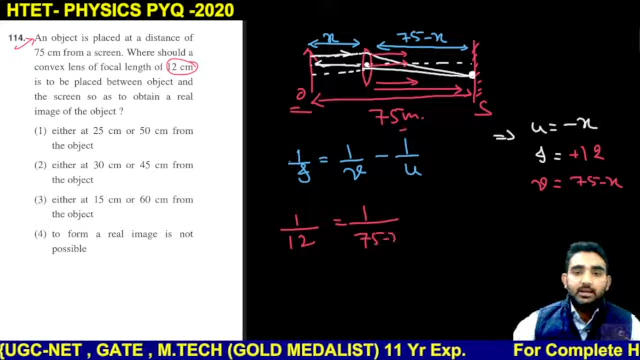 HTET- PHYSICS PYQ -2020
114. An object is placed at a distance of
75 cm from a screen. Where should a
convex lens of focal length of 12 cm
is to be placed between object and
the screen so as to obtain a real
image of the object ?
(1) either at 25 cm or 50 cm from
the object
(2) either at 30 cm or 45 cm from
the object
(3) either at 15 cm or 60 cm from
the object
(4) to form a real image is not
possible
x
75-x
O
S
75 m.
1/f = 1/v - 1/u
1/12 = 1/75-x
⇒ u = -x
f = +12
v = 75-x
{UGC-NET , GATE , M.TECH (GOLD MEDALIST) 11 Yr Exp. For Complete H